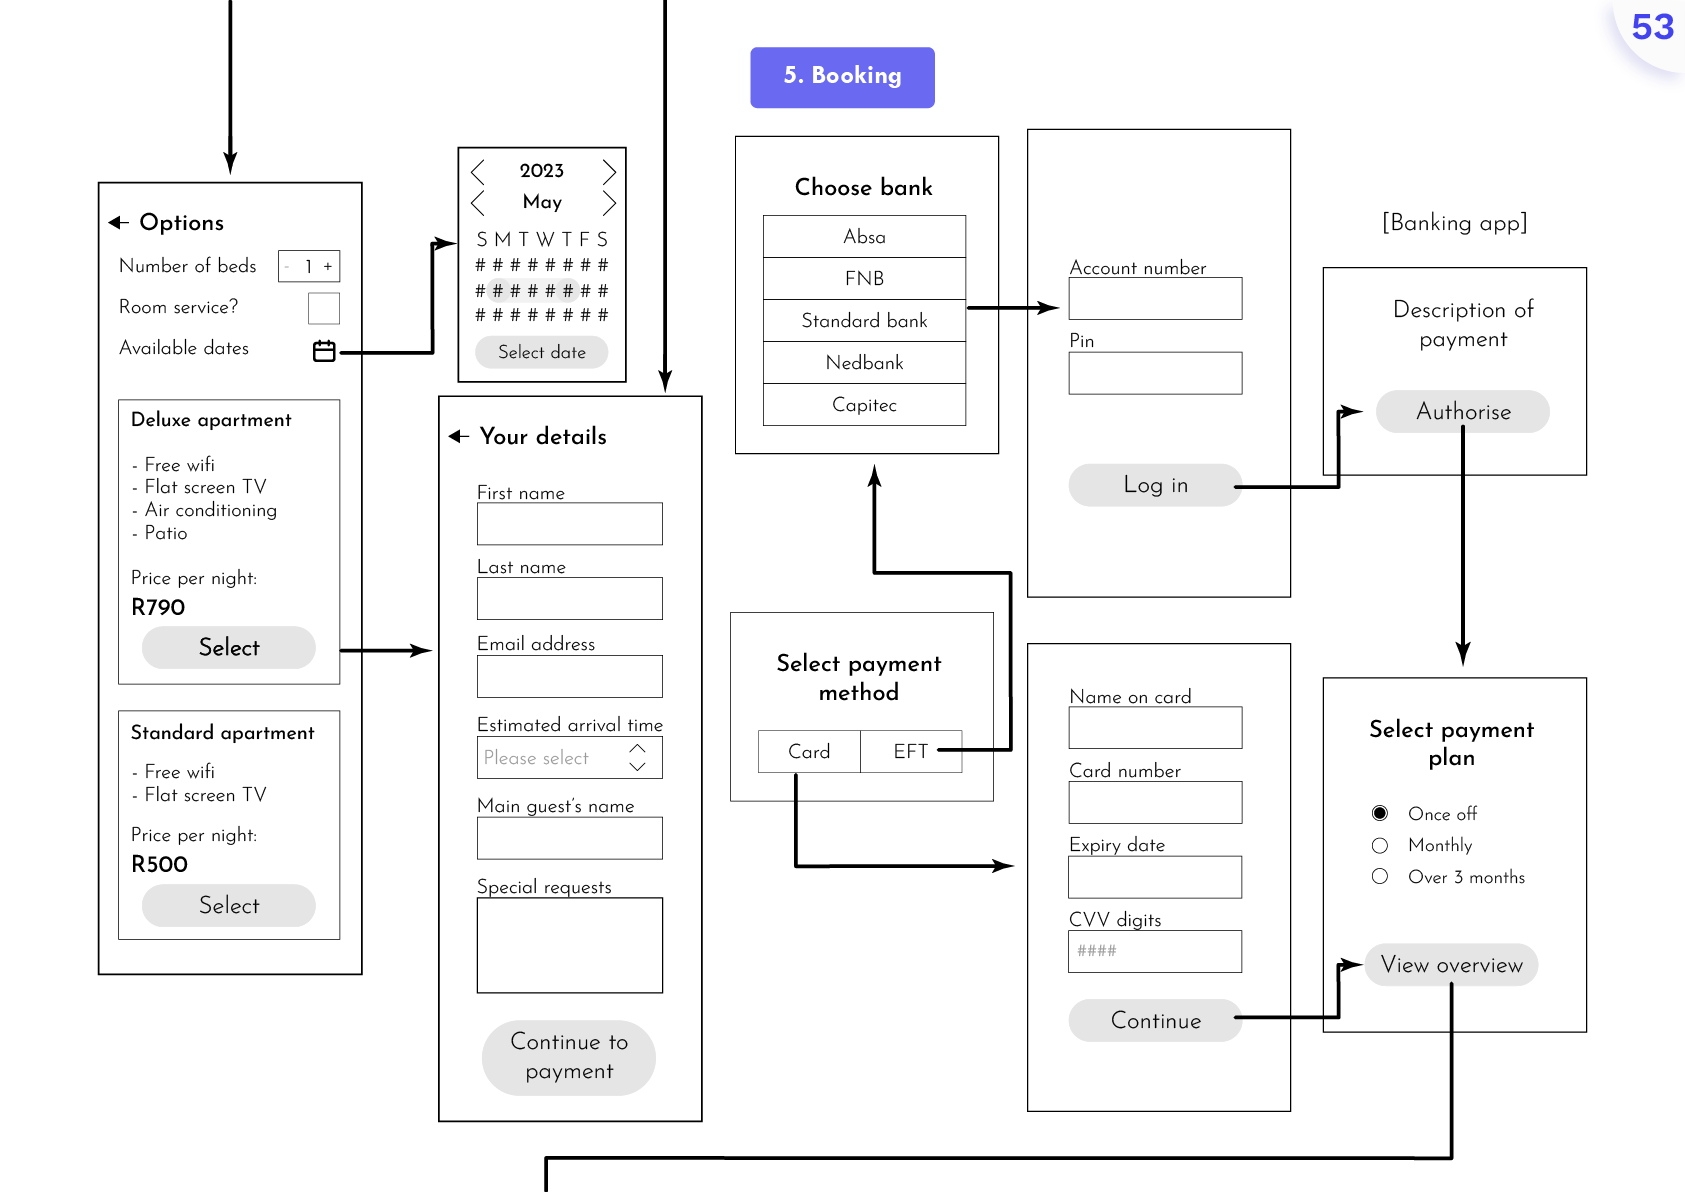 53
5. Booking
Options
Number of beds
- 1 +
Room service?
Available dates
Deluxe apartment
- Free wifi
- Flat screen TV
- Air conditioning
- Patio
Price per night:
R790
Select
Standard apartment
- Free wifi
- Flat screen TV
Price per night:
R500
Select
2023
May
S M T W T F S
# # # # # # # #
# # # # # # # #
# # # # # # # #
Select date
Your details
First name
Last name
Email address
Estimated arrival time
Please select
Main guest's name
Special requests
Continue to
payment
Choose bank
Absa
FNB
Standard bank
Nedbank
Capitec
Select payment
method
Card
EFT
Account number
Pin
Log in
Name on card
Card number
Expiry date
CVV digits
####
Continue
[Banking app]
Description of
payment
Authorise
Select payment
plan
Once off
Monthly
Over 3 months
View overview